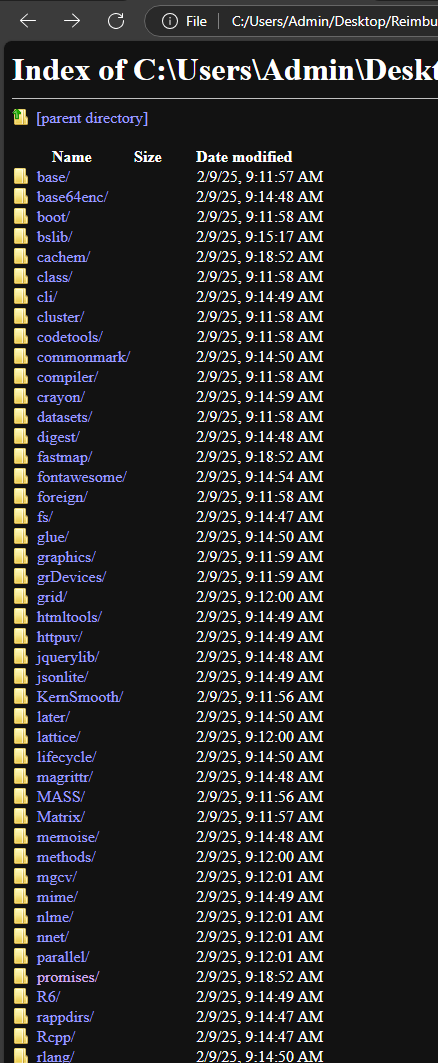 File C:/Users/Admin/Desktop/Reimbu
Index of C:\Users\Admin\Deskt
[parent directory]
Name Size Date modified
base/ 2/9/25, 9:11:57 AM
base64enc/ 2/9/25, 9:14:48 AM
boot/ 2/9/25, 9:11:58 AM
bslib/ 2/9/25, 9:15:17 AM
cachem/ 2/9/25, 9:18:52 AM
class/ 2/9/25, 9:11:58 AM
cli/ 2/9/25, 9:14:49 AM
cluster/ 2/9/25, 9:11:58 AM
codetools/ 2/9/25, 9:11:58 AM
commonmark/ 2/9/25, 9:14:50 AM
compiler/ 2/9/25, 9:11:58 AM
crayon/ 2/9/25, 9:14:59 AM
datasets/ 2/9/25, 9:11:58 AM
digest/ 2/9/25, 9:14:48 AM
fastmap/ 2/9/25, 9:18:52 AM
fontawesome/ 2/9/25, 9:14:54 AM
foreign/ 2/9/25, 9:11:58 AM
fs/ 2/9/25, 9:14:47 AM
glue/ 2/9/25, 9:14:50 AM
graphics/ 2/9/25, 9:11:59 AM
grDevices/ 2/9/25, 9:11:59 AM
grid/ 2/9/25, 9:12:00 AM
htmltools/ 2/9/25, 9:14:49 AM
httpuv/ 2/9/25, 9:14:49 AM
jquerylib/ 2/9/25, 9:14:48 AM
jsonlite/ 2/9/25, 9:14:49 AM
KernSmooth/ 2/9/25, 9:11:56 AM
later/ 2/9/25, 9:14:50 AM
lattice/ 2/9/25, 9:12:00 AM
lifecycle/ 2/9/25, 9:14:50 AM
magrittr/ 2/9/25, 9:14:48 AM
MASS/ 2/9/25, 9:11:56 AM
Matrix/ 2/9/25, 9:11:57 AM
memoise/ 2/9/25, 9:14:48 AM
methods/ 2/9/25, 9:12:00 AM
mgcv/ 2/9/25, 9:12:01 AM
mime/ 2/9/25, 9:14:49 AM
nlme/ 2/9/25, 9:12:01 AM
nnet/ 2/9/25, 9:12:01 AM
parallel/ 2/9/25, 9:12:01 AM
promises/ 2/9/25, 9:18:52 AM
R6/ 2/9/25, 9:14:49 AM
rappdirs/ 2/9/25, 9:14:47 AM
Rcpp/ 2/9/25, 9:14:47 AM
rlang/ 2/9/25, 9:14:50 AM